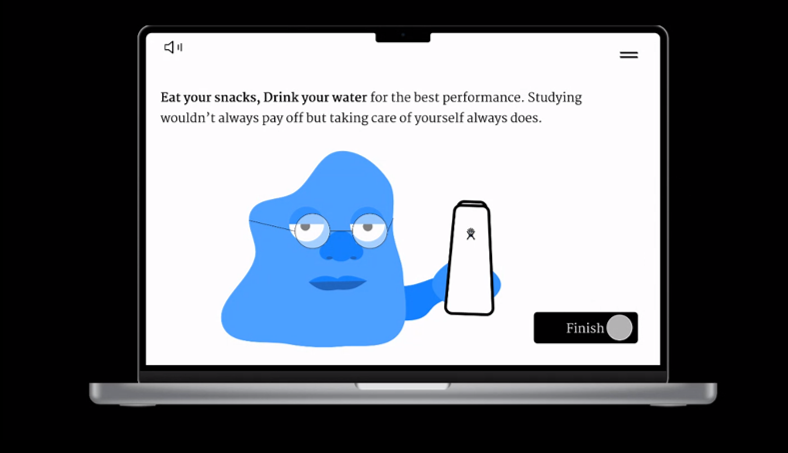 Eat your snacks, Drink your water for the best performance. Studying
wouldn’t always pay off but taking care of yourself always does.
Finish